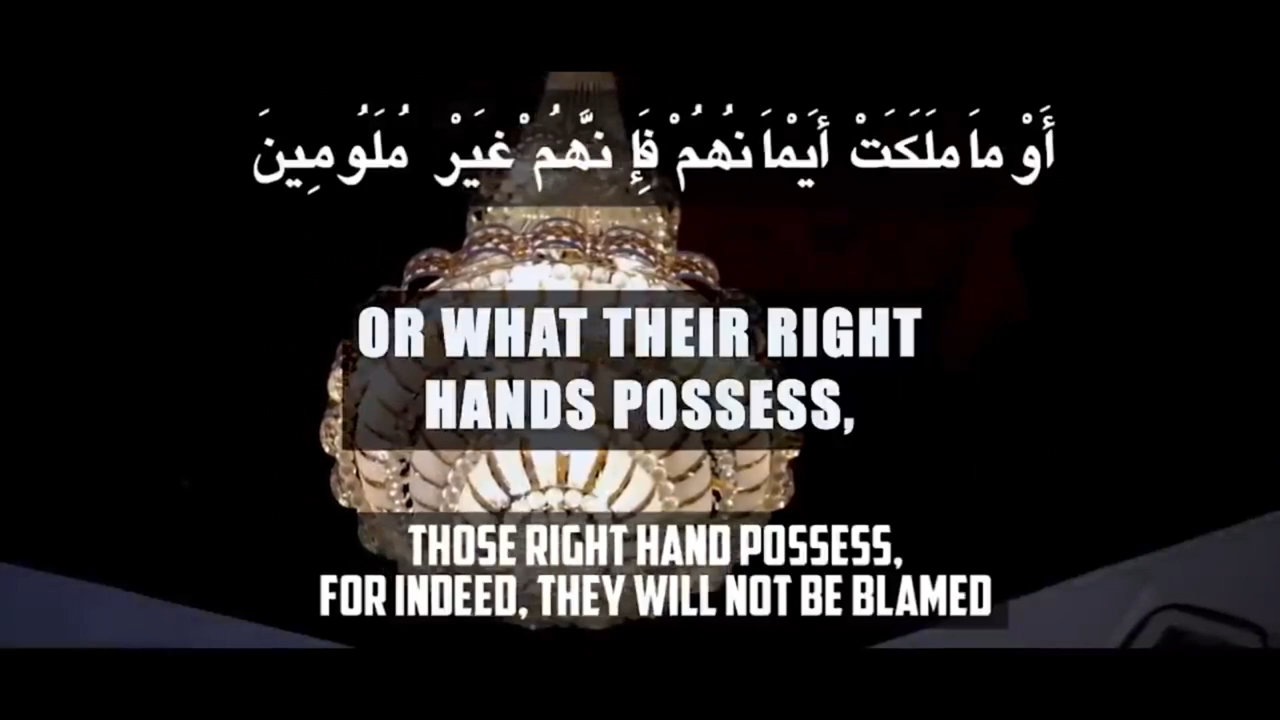 أَوْ مَا مَلَكَتْ أَيْمَانُهُمْ فَإِنَّهُمْ غَيْرُ مَلُومِينَ
OR WHAT THEIR RIGHT
HANDS POSSESS,
THOSE RIGHT HAND POSSESS,
FOR INDEED, THEY WILL NOT BE BLAMED